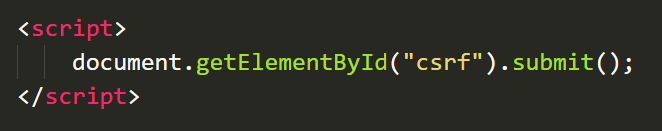 <script>
    document.getElementById("csrf").submit();
</script>